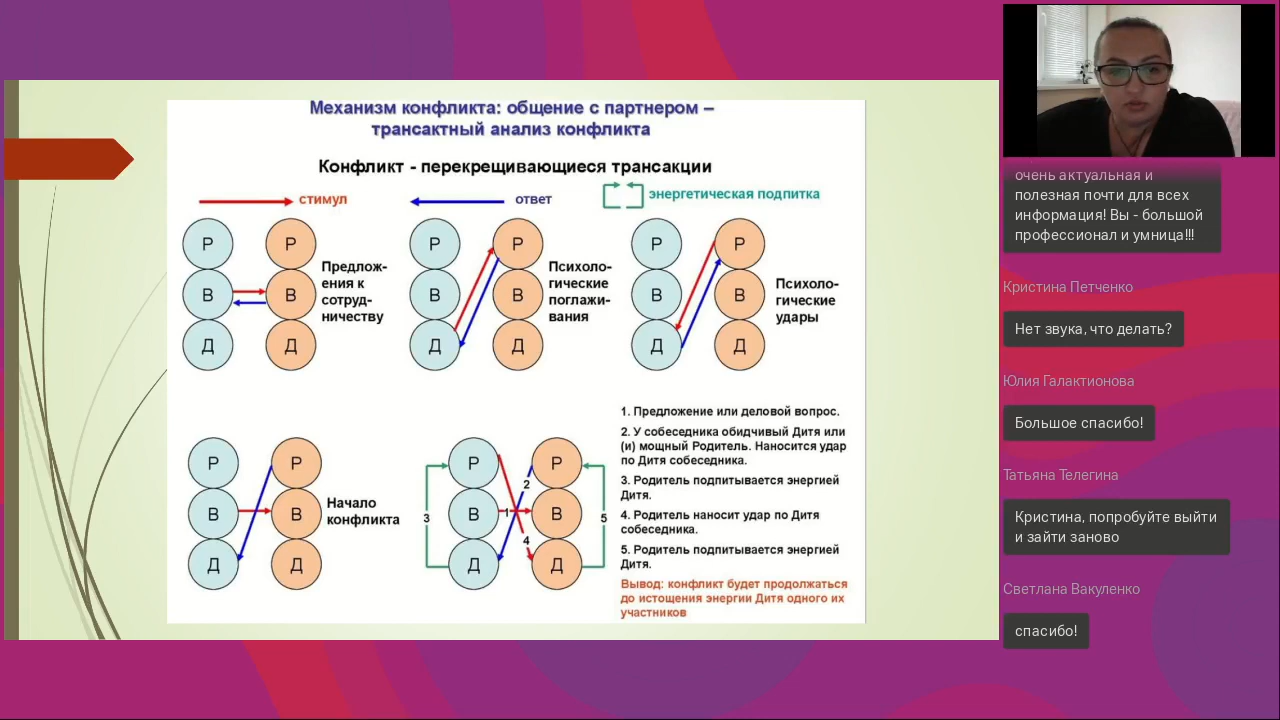 Механизм конфликта: общение с партнером –
трансактный анализ конфликта
Конфликт - перекрещивающиеся трансакции
стимул
ответ
энергетическая подпитка
Р
Р
В
В
Д
Д
Предлож-
ения к
сотруд-
ничеству
Р
Р
В
В
Д
Д
Психоло-
гические
поглажи-
вания
Р
Р
В
В
Д
Д
Психоло-
гические
удары
Р
Р
В
В
Д
Д
Начало
конфликта
Р
Р
В
В
Д
Д
1
2
3
4
5
1. Предложение или деловой вопрос.
2. У собеседника обидчивый Дитя или
(и) мощный Родитель. Наносится удар
по Дитя собеседника.
3. Родитель подпитывается энергией
Дитя.
4. Родитель наносит удар по Дитя
собеседника.
5. Родитель подпитывается энергией
Дитя.
Вывод: конфликт будет продолжаться
до истощения энергии Дитя одного их
участников
очень актуальная и
полезная почти для всех
информация! Вы - большой
профессионал и умница!!!
Кристина Петченко
Нет звука, что делать?
Юлия Галактионова
Большое спасибо!
Татьяна Телегина
Кристина, попробуйте выйти
и зайти заново
Светлана Вакуленко
спасибо!